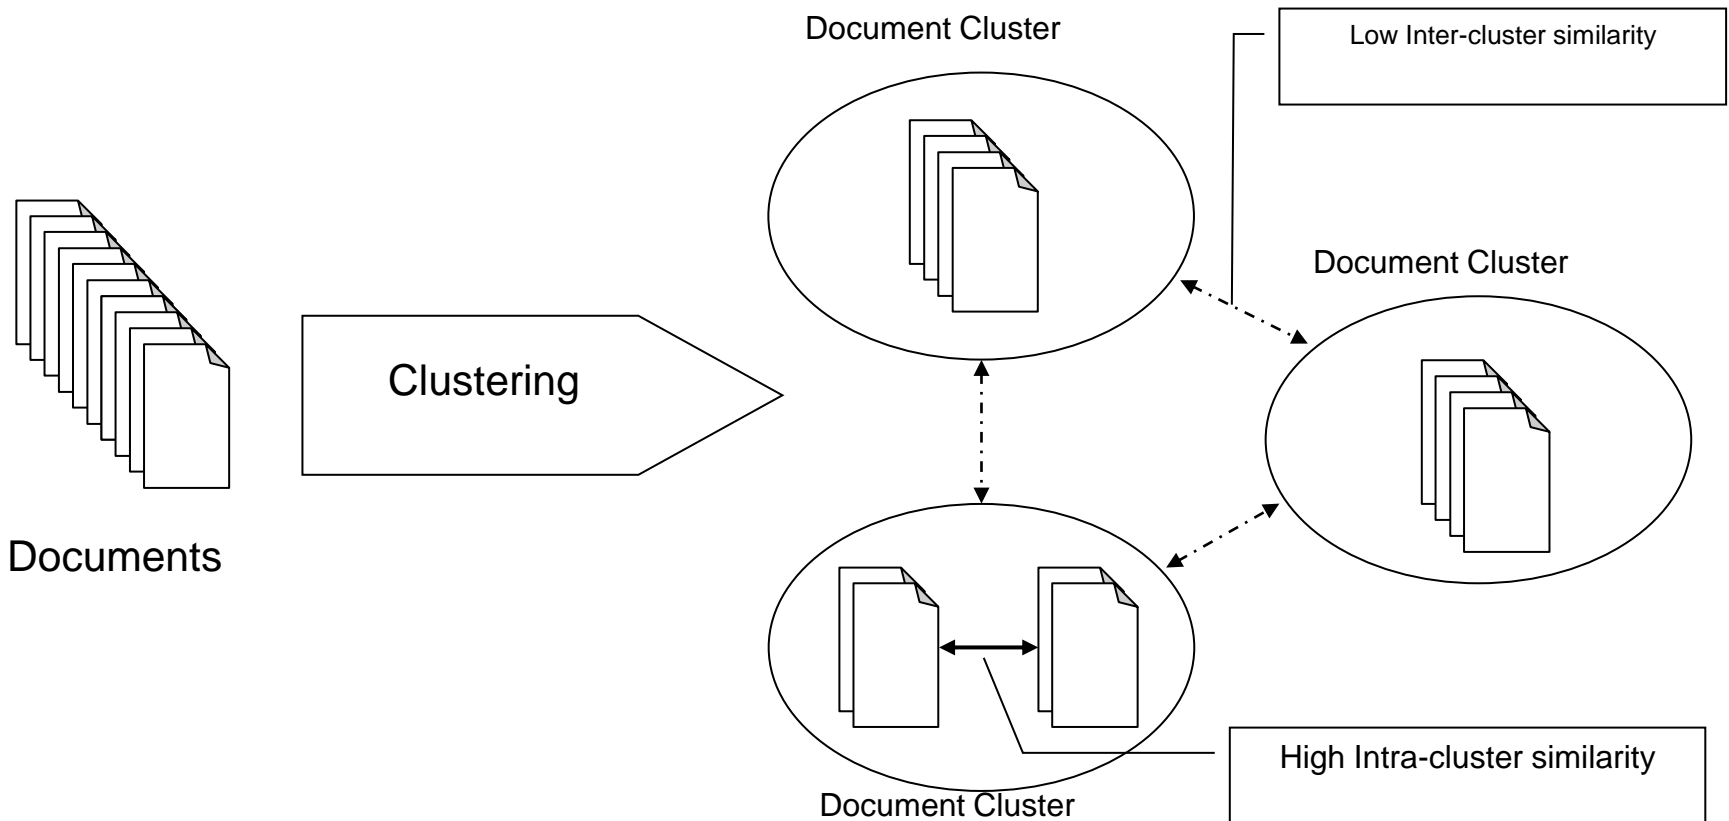 Document Cluster
Low Inter-cluster similarity
Document Cluster
Clustering
Documents
High Intra-cluster similarity
Document Cluster